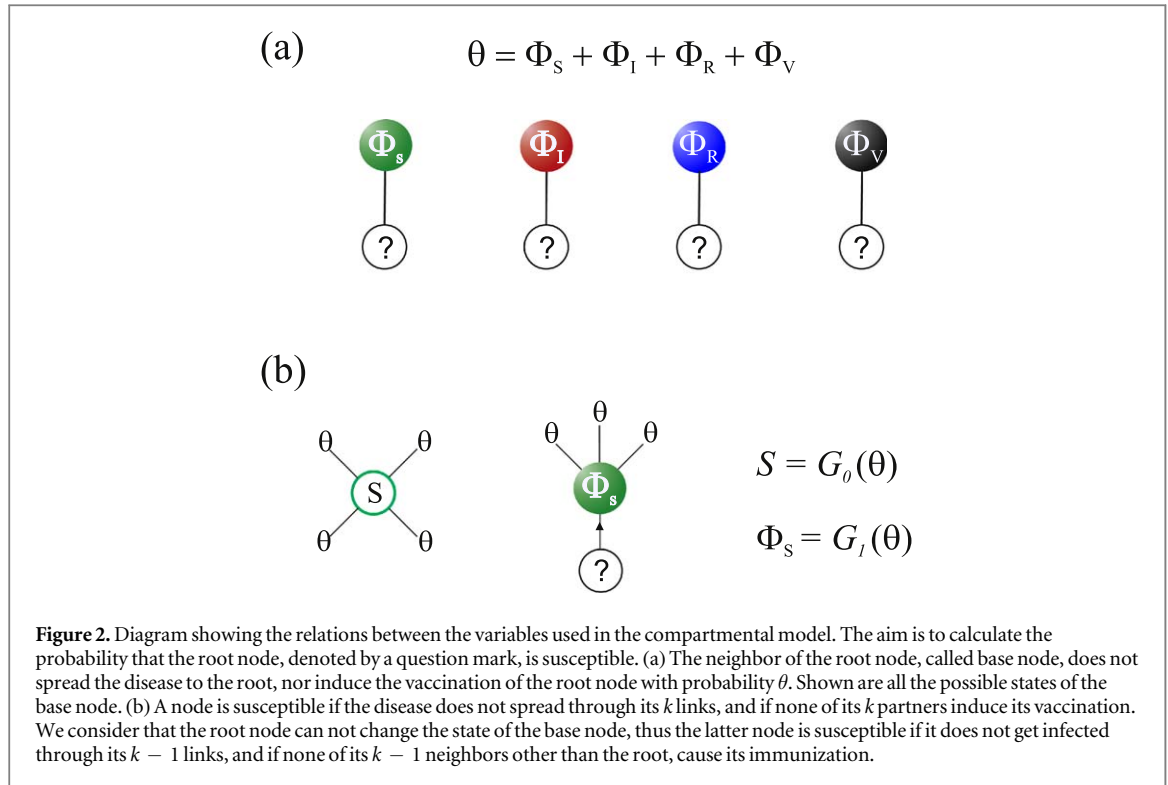 (a)
θ = Φ_S + Φ_I + Φ_R + Φ_V
Φ_s Φ_I Φ_R Φ_V
? ? ? ?
(b)
θ θ θ θ θ
S Φ_s
θ θ ?
S = G_0(θ)
Φ_S = G_1(θ)
Figure 2. Diagram showing the relations between the variables used in the compartmental model. The aim is to calculate the
probability that the root node, denoted by a question mark, is susceptible. (a) The neighbor of the root node, called base node, does not
spread the disease to the root, nor induce the vaccination of the root node with probability θ. Shown are all the possible states of the
base node. (b) A node is susceptible if the disease does not spread through its k links, and if none of its k partners induce its vaccination.
We consider that the root node can not change the state of the base node, thus the latter node is susceptible if it does not get infected
through its k − 1 links, and if none of its k − 1 neighbors other than the root, cause its immunization.